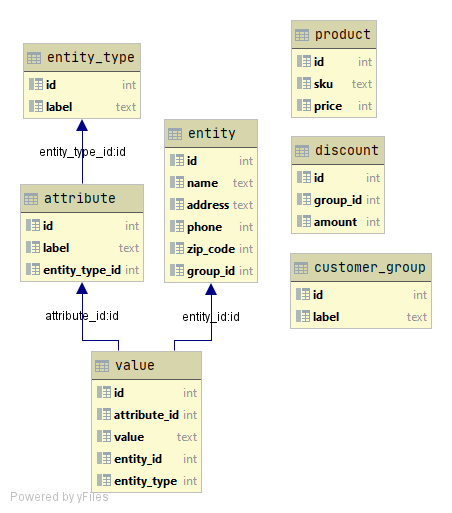 entity_type
id int
label text
entity_type_id:id
attribute
id int
label text
entity_type_id int
attribute_id:id
entity
id int
name text
address text
phone int
zip_code int
group_id int
entity_id:id
value
id int
attribute_id int
value text
entity_id int
entity_type int
product
id int
sku text
price int
discount
id int
group_id int
amount int
customer_group
id int
label text
Powered by yFiles